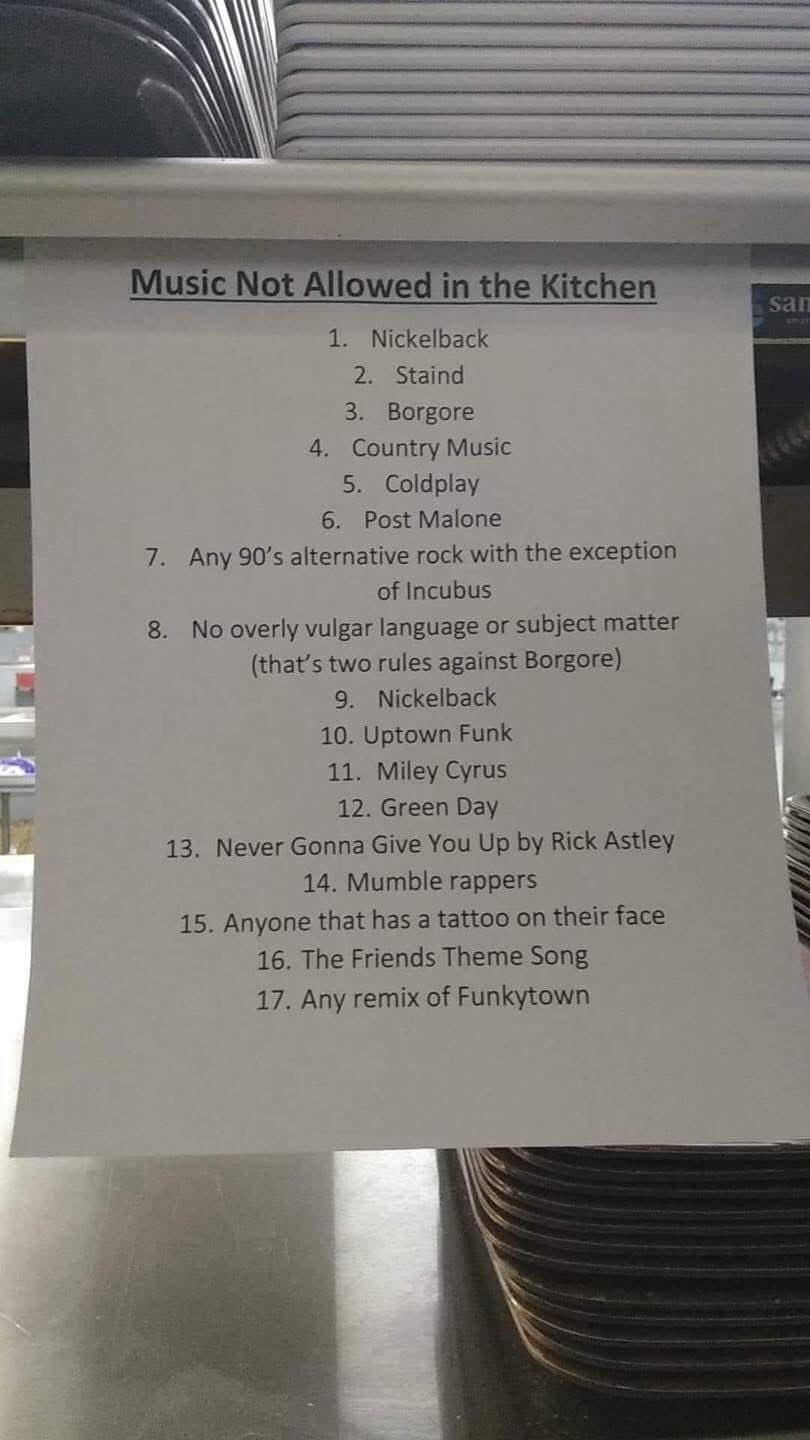 Music Not Allowed in the Kitchen
1. Nickelback
2. Staind
3. Borgore
4. Country Music
5. Coldplay
6. Post Malone
7. Any 90's alternative rock with the exception
of Incubus
8. No overly vulgar language or subject matter
(that's two rules against Borgore)
9. Nickelback
10. Uptown Funk
11. Miley Cyrus
12. Green Day
13. Never Gonna Give You Up by Rick Astley
14. Mumble rappers
15. Anyone that has a tattoo on their face
16. The Friends Theme Song
17. Any remix of Funkytown